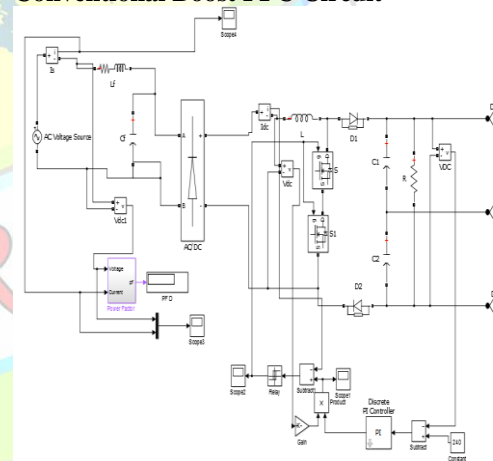 Conventional Boost PFC Circuit
Scope4
Is
Lf
AC Voltage Source
Cf
A
B
+
-
AC/DC
Vdc1
Idc
L
D1
S
Vdc
S1
C1
R
VDC
C2
D2
Voltage
Current
pF
Power Factor
PFD
Scope3
Scope2
Relay
Subtract1
Scope1
Product
X
Gain
Discrete
PI Controller
PI
Subtract
240
Constant